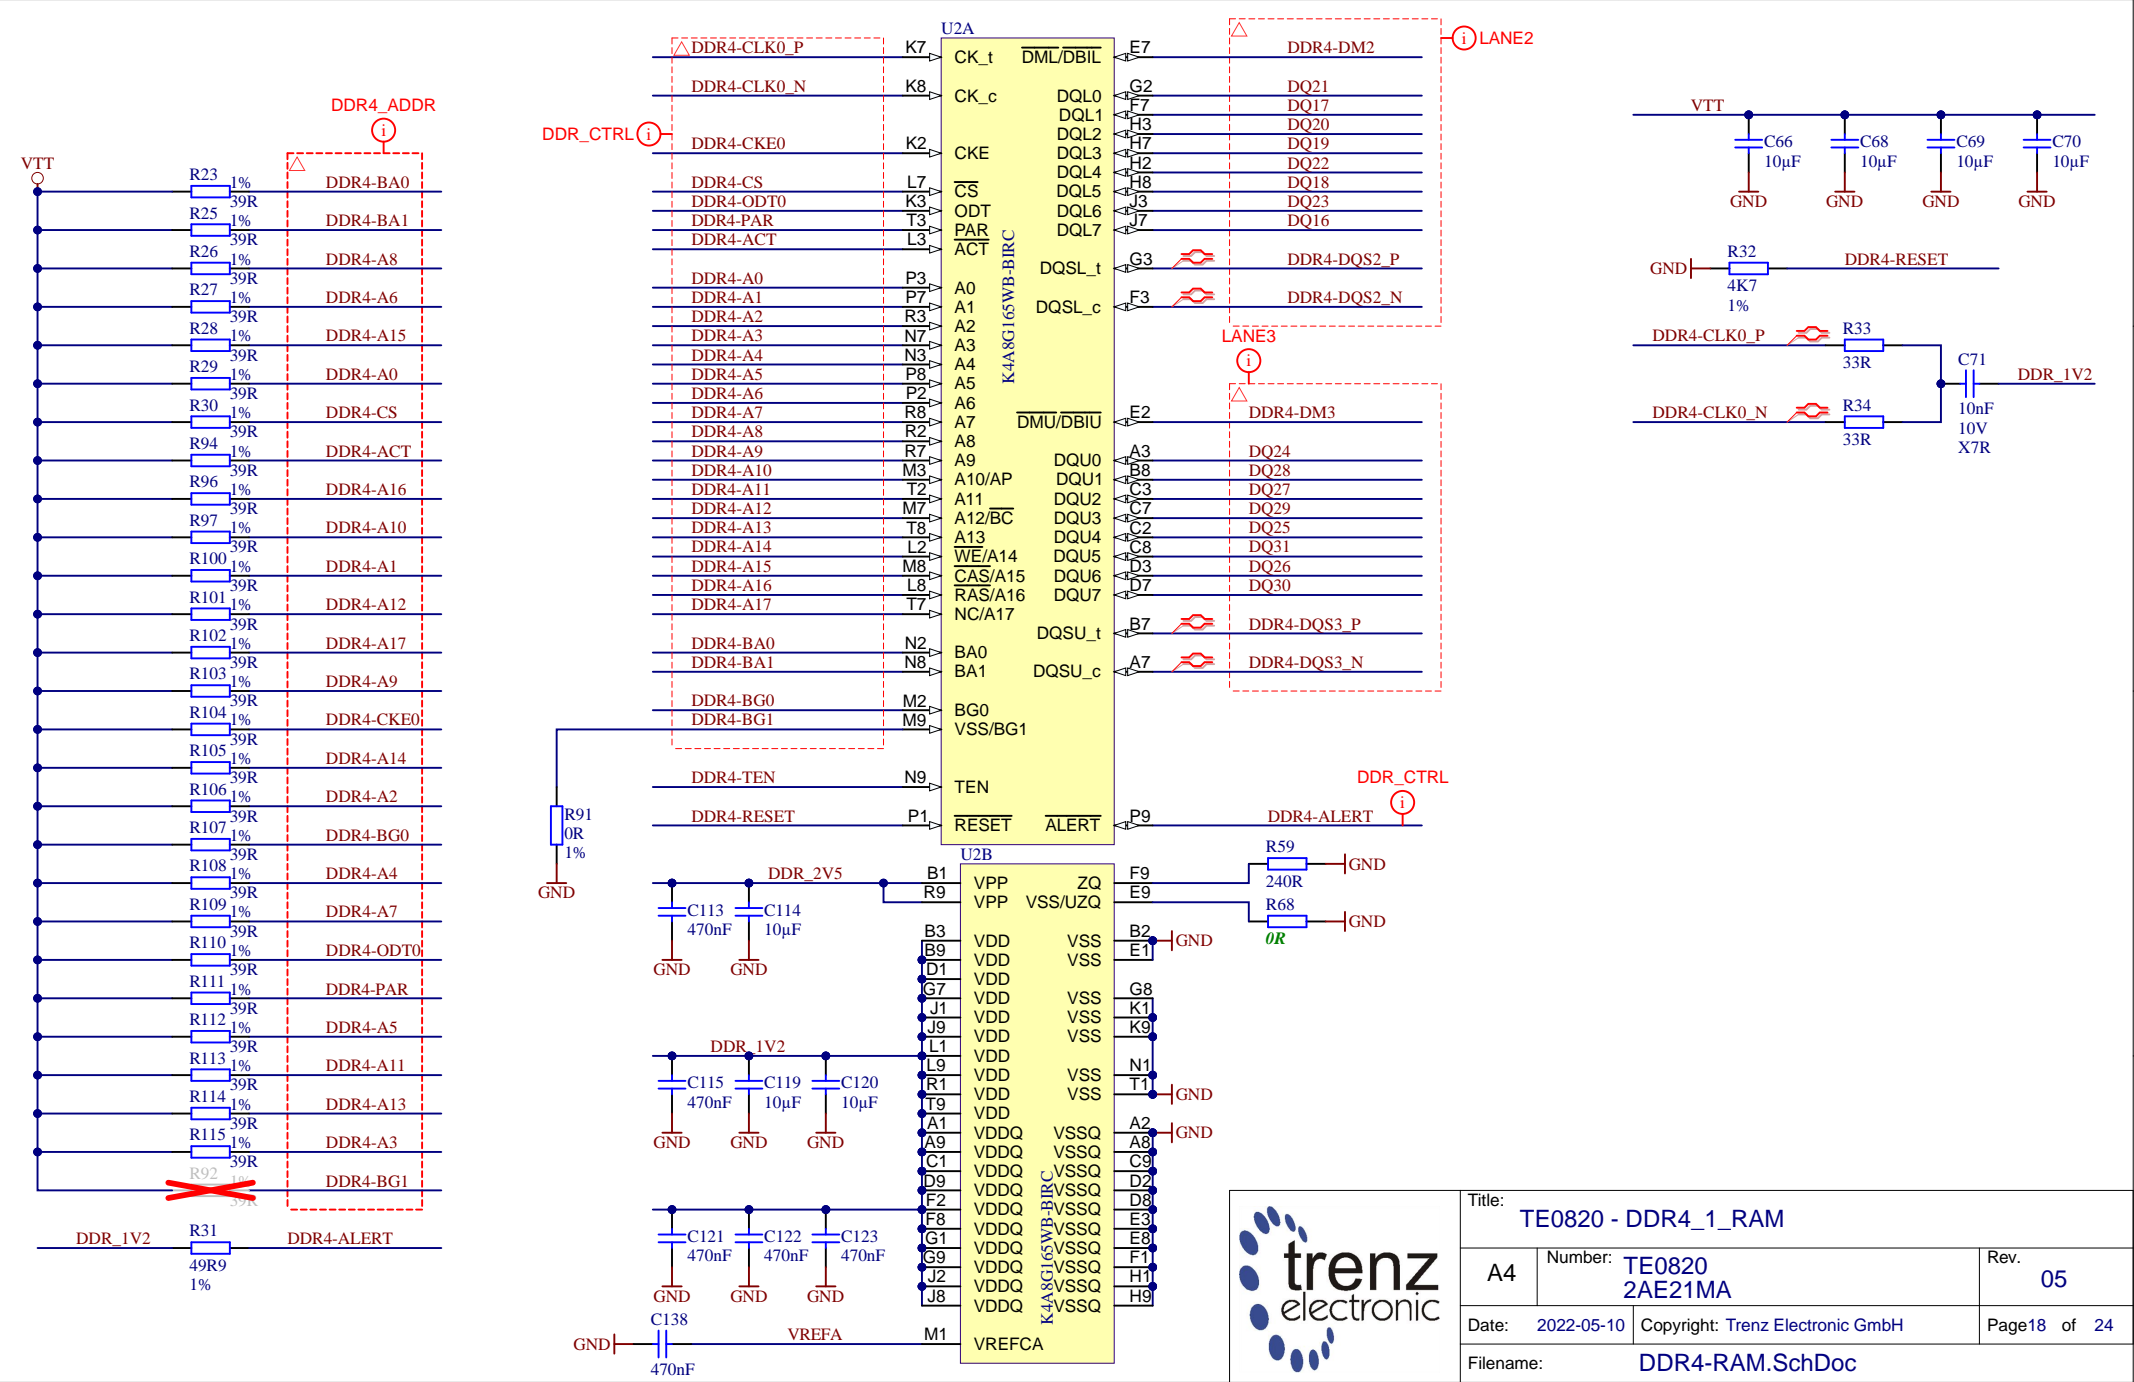 DDR4_ADDR
i
VTT
R23 1% 39R DDR4-BA0
R25 1% 39R DDR4-BA1
R26 1% 39R DDR4-A8
R27 1% 39R DDR4-A6
R28 1% 39R DDR4-A15
R29 1% 39R DDR4-A0
R30 1% 39R DDR4-CS
R94 1% 39R DDR4-ACT
R96 1% 39R DDR4-A16
R97 1% 39R DDR4-A10
R100 1% 39R DDR4-A1
R101 1% 39R DDR4-A12
R102 1% 39R DDR4-A17
R103 1% 39R DDR4-A9
R104 1% 39R DDR4-CKE0
R105 1% 39R DDR4-A14
R106 1% 39R DDR4-A2
R107 1% 39R DDR4-BG0
R108 1% 39R DDR4-A4
R109 1% 39R DDR4-A7
R110 1% 39R DDR4-ODT0
R111 1% 39R DDR4-PAR
R112 1% 39R DDR4-A5
R113 1% 39R DDR4-A11
R114 1% 39R DDR4-A13
R115 1% 39R DDR4-A3
R92 1% 39R DDR4-BG1
DDR_1V2 R31 49R9 1% DDR4-ALERT
U2A
K4A8G165WB-BIRC
DDR_CTRL i
DDR4-CLK0_P K7 CK_t
DDR4-CLK0_N K8 CK_c
DDR4-CKE0 K2 CKE
DDR4-CS L7 CS
DDR4-ODT0 K3 ODT
DDR4-PAR T3 PAR
DDR4-ACT L3 ACT
DDR4-A0 P3 A0
DDR4-A1 P7 A1
DDR4-A2 R3 A2
DDR4-A3 N7 A3
DDR4-A4 N3 A4
DDR4-A5 P8 A5
DDR4-A6 P2 A6
DDR4-A7 R8 A7
DDR4-A8 R2 A8
DDR4-A9 R7 A9
DDR4-A10 M3 A10/AP
DDR4-A11 T2 A11
DDR4-A12 M7 A12/BC
DDR4-A13 T8 A13
DDR4-A14 L2 WE/A14
DDR4-A15 M8 CAS/A15
DDR4-A16 L8 RAS/A16
DDR4-A17 T7 NC/A17
DDR4-BA0 N2 BA0
DDR4-BA1 N8 BA1
DDR4-BG0 M2 BG0
DDR4-BG1 M9 VSS/BG1
DDR4-TEN N9 TEN
DDR4-RESET P1 RESET
R91
0R
1%
GND
LANE2
i
DML/DBIL E7 DDR4-DM2
DQL0 G2 DQ21
DQL1 F7 DQ17
DQL2 H3 DQ20
DQL3 H7 DQ19
DQL4 H2 DQ22
DQL5 H8 DQ18
DQL6 J3 DQ23
DQL7 J7 DQ16
DQSL_t G3 DDR4-DQS2_P
DQSL_c F3 DDR4-DQS2_N
LANE3
i
DMU/DBIU E2 DDR4-DM3
DQU0 A3 DQ24
DQU1 B8 DQ28
DQU2 C3 DQ27
DQU3 C7 DQ29
DQU4 C2 DQ25
DQU5 C8 DQ31
DQU6 D3 DQ26
DQU7 D7 DQ30
DQSU_t B7 DDR4-DQS3_P
DQSU_c A7 DDR4-DQS3_N
DDR_CTRL
i
ALERT P9 DDR4-ALERT
U2B
K4A8G165WB-BIRC
DDR_2V5 B1 VPP
R9 VPP
C113 470nF GND
C114 10µF GND
B3 VDD
B9 VDD
D1 VDD
G7 VDD
J1 VDD
J9 VDD
DDR_1V2 L1 VDD
L9 VDD
R1 VDD
T9 VDD
C115 470nF GND
C119 10µF GND
C120 10µF GND
A1 VDDQ
A9 VDDQ
C1 VDDQ
D9 VDDQ
F2 VDDQ
F8 VDDQ
G1 VDDQ
G9 VDDQ
J2 VDDQ
J8 VDDQ
C121 470nF GND
C122 470nF GND
C123 470nF GND
GND C138 470nF VREFA M1 VREFCA
ZQ F9 R59 240R GND
VSS/UZQ E9 R68 0R GND
VSS B2 GND
VSS E1
VSS G8
VSS K1
VSS K9
VSS N1
VSS T1 GND
VSSQ A2 GND
VSSQ A8
VSSQ C9
VSSQ D2
VSSQ D8
VSSQ E3
VSSQ E8
VSSQ F1
VSSQ H1
VSSQ H9
VTT
C66 10µF GND
C68 10µF GND
C69 10µF GND
C70 10µF GND
GND R32 4K7 1% DDR4-RESET
DDR4-CLK0_P R33 33R
DDR4-CLK0_N R34 33R
C71 10nF 10V X7R DDR_1V2
trenz
electronic
Title:
TE0820 - DDR4_1_RAM
A4
Number: TE0820
2AE21MA
Rev.
05
Date: 2022-05-10
Copyright: Trenz Electronic GmbH
Page18 of 24
Filename: DDR4-RAM.SchDoc